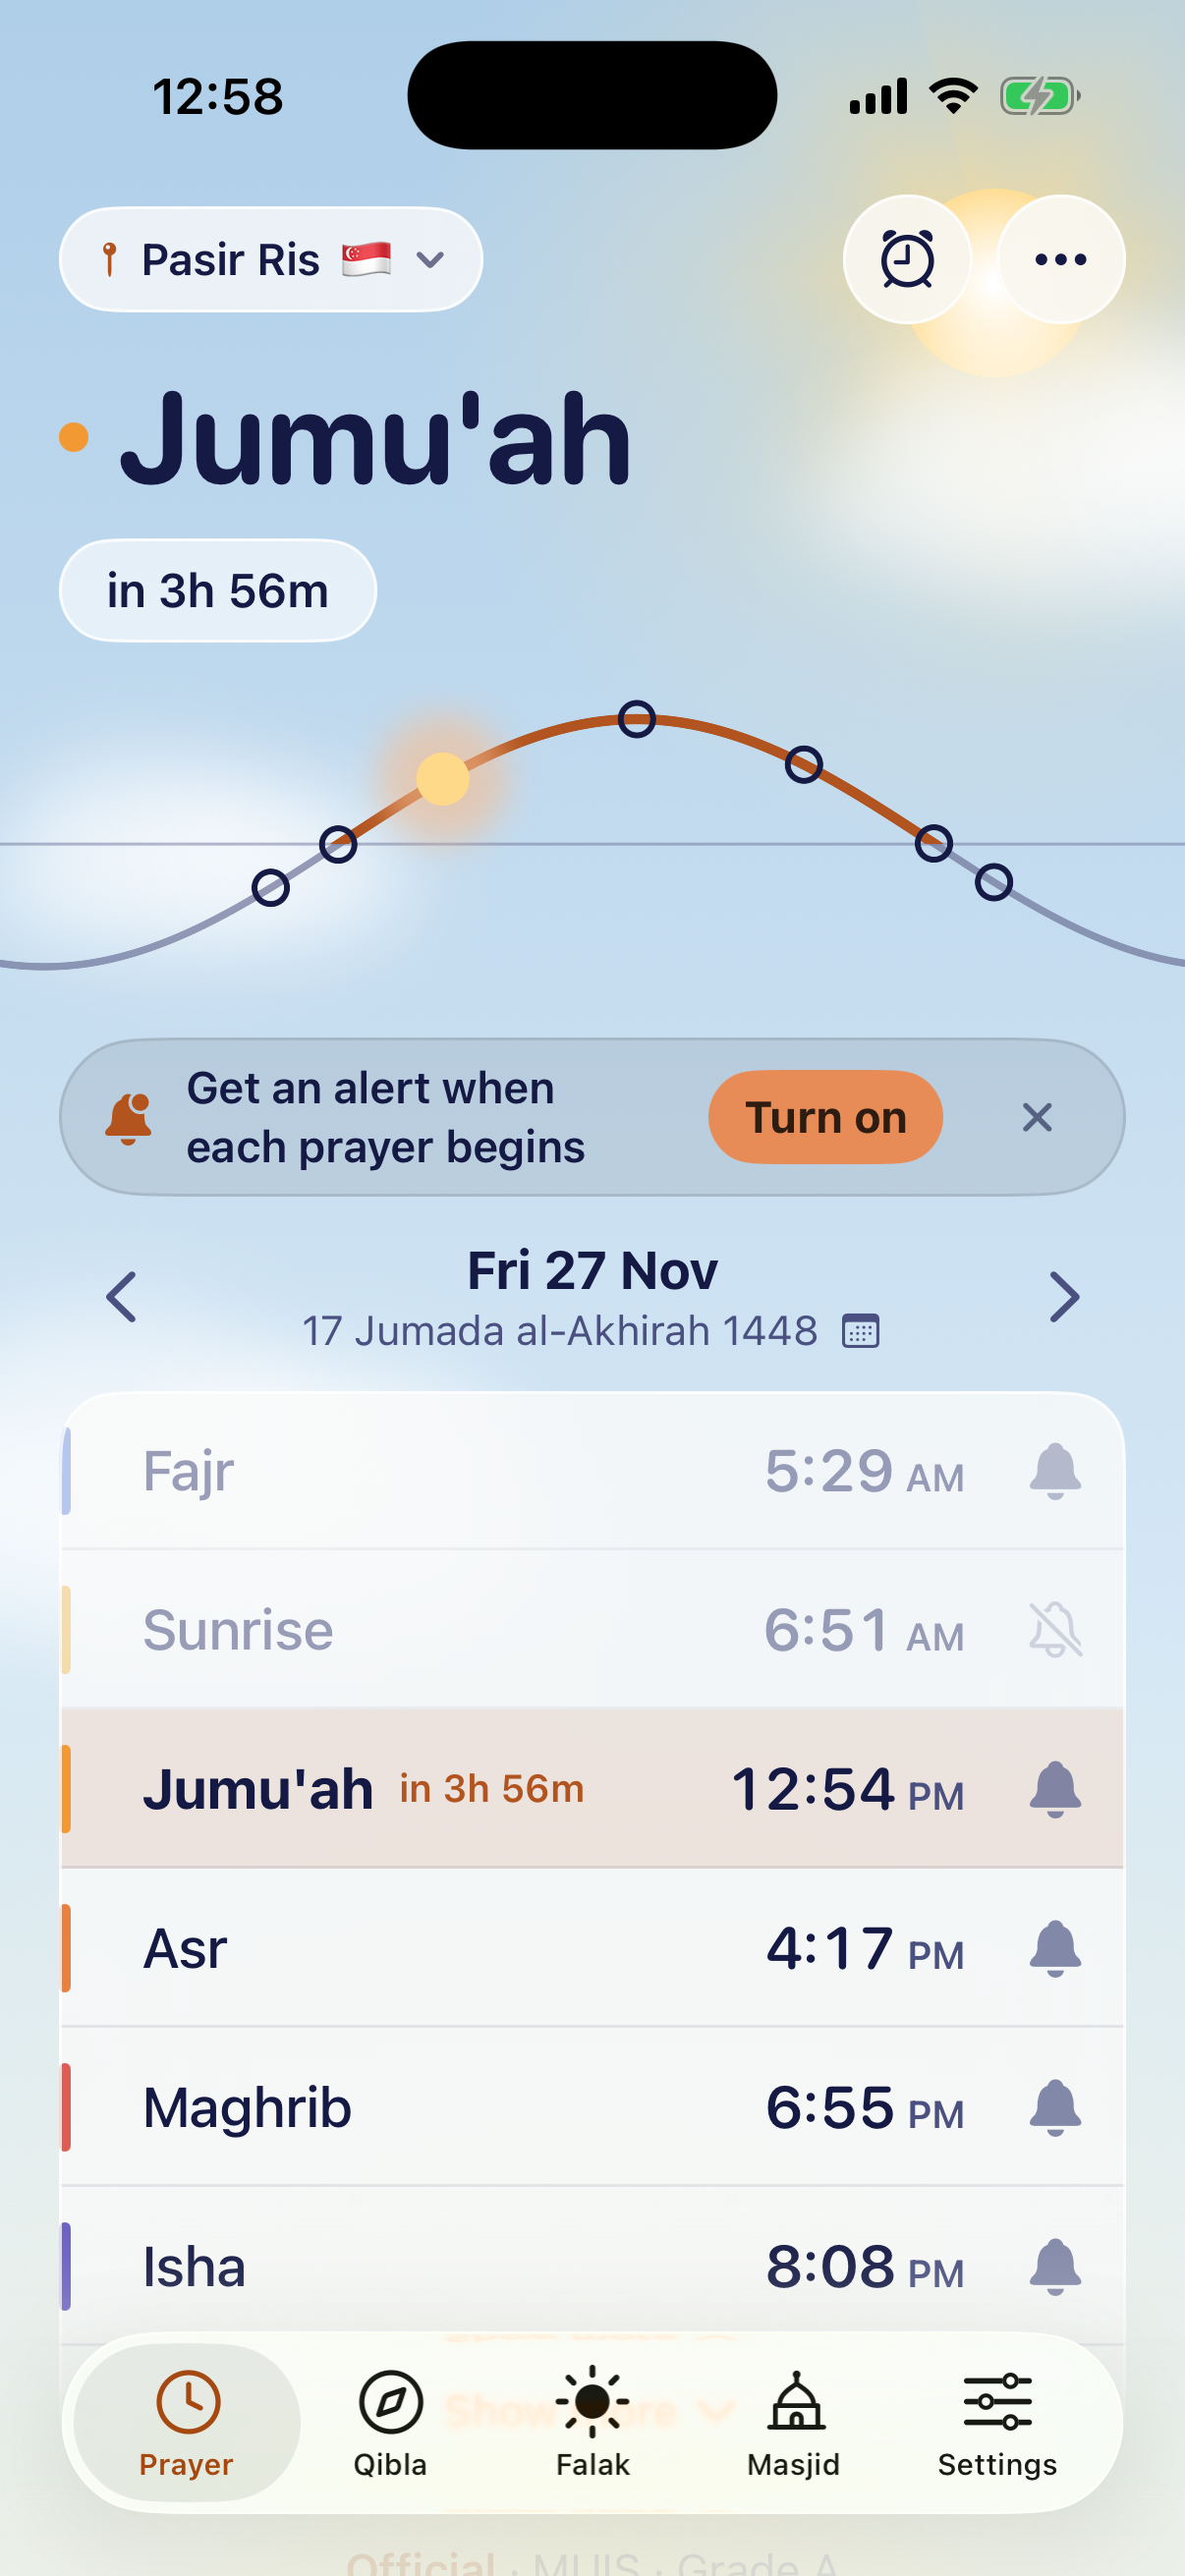 12:58
Pasir Ris 🇸🇬
Jumu'ah
in 3h 56m
Get an alert when
each prayer begins
Turn on
Fri 27 Nov
17 Jumada al-Akhirah 1448
Fajr 5:29 AM
Sunrise 6:51 AM
Jumu'ah in 3h 56m 12:54 PM
Asr 4:17 PM
Maghrib 6:55 PM
Isha 8:08 PM
Prayer
Qibla
Falak
Masjid
Settings
Official · MUIS · Grade A